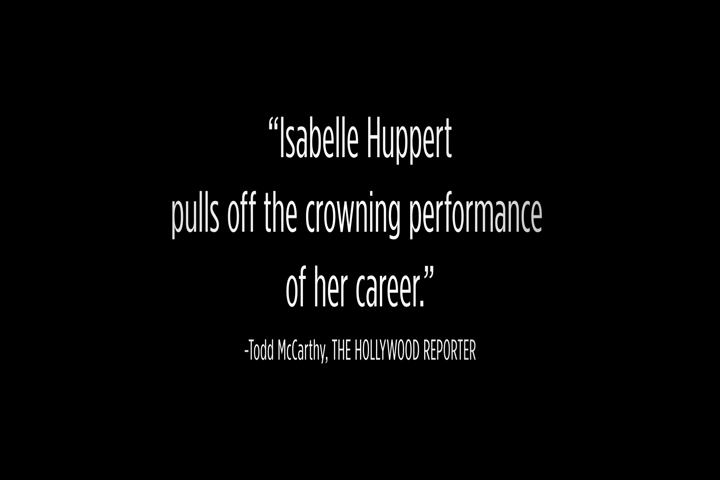 “Isabelle Huppert
pulls off the crowning performance
of her career.”
-Todd McCarthy, THE HOLLYWOOD REPORTER